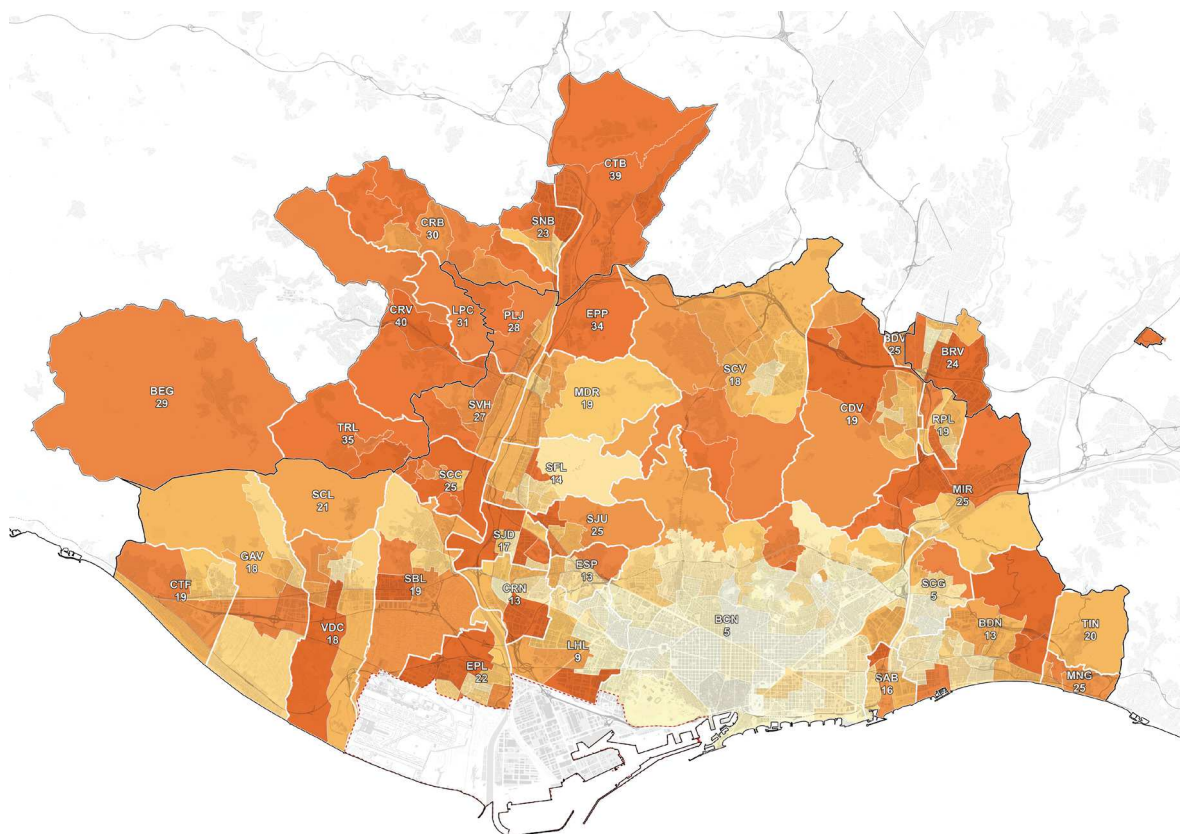 CTB
39
CRB
30
SNB
23
CRV
40
LPC
31
PLJ
28
EPP
34
BDV
25
BRV
24
BEG
29
SCV
18
MDR
19
SVH
27
CDV
19
RPL
19
TRL
35
SFL
14
SCC
25
MIR
25
SCL
21
SJU
25
SJD
17
GAV
18
CTF
19
SBL
19
ESP
13
CRN
13
SCG
5
BCN
5
VDC
18
BDN
13
TIN
20
LHL
9
EPL
22
SAB
16
MNG
25